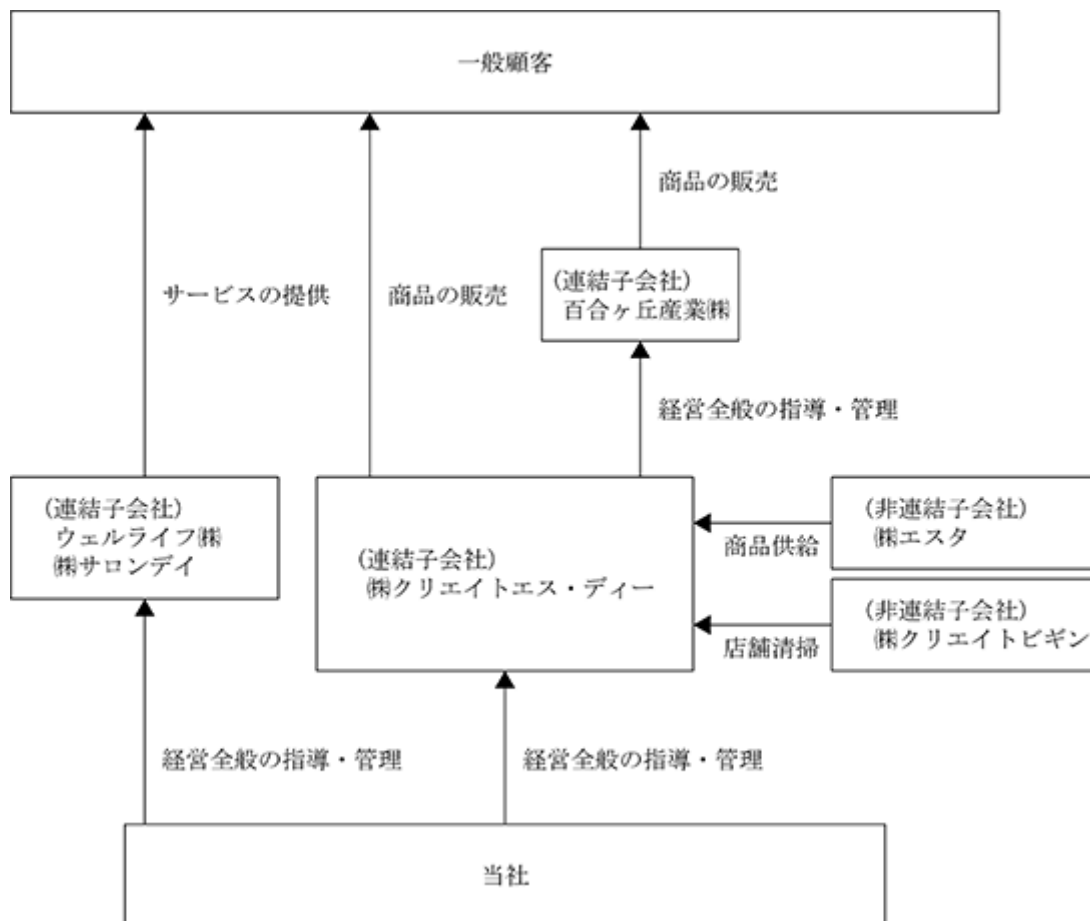 一般顧客
商品の販売
(連結子会社)
百合ヶ丘産業㈱
サービスの提供
商品の販売
経営全般の指導・管理
(連結子会社)
ウェルライフ㈱
㈱サロンデイ
(連結子会社)
㈱クリエイトエス・ディー
商品供給
(非連結子会社)
㈱エスタ
店舗清掃
(非連結子会社)
㈱クリエイトビギン
経営全般の指導・管理
経営全般の指導・管理
当社